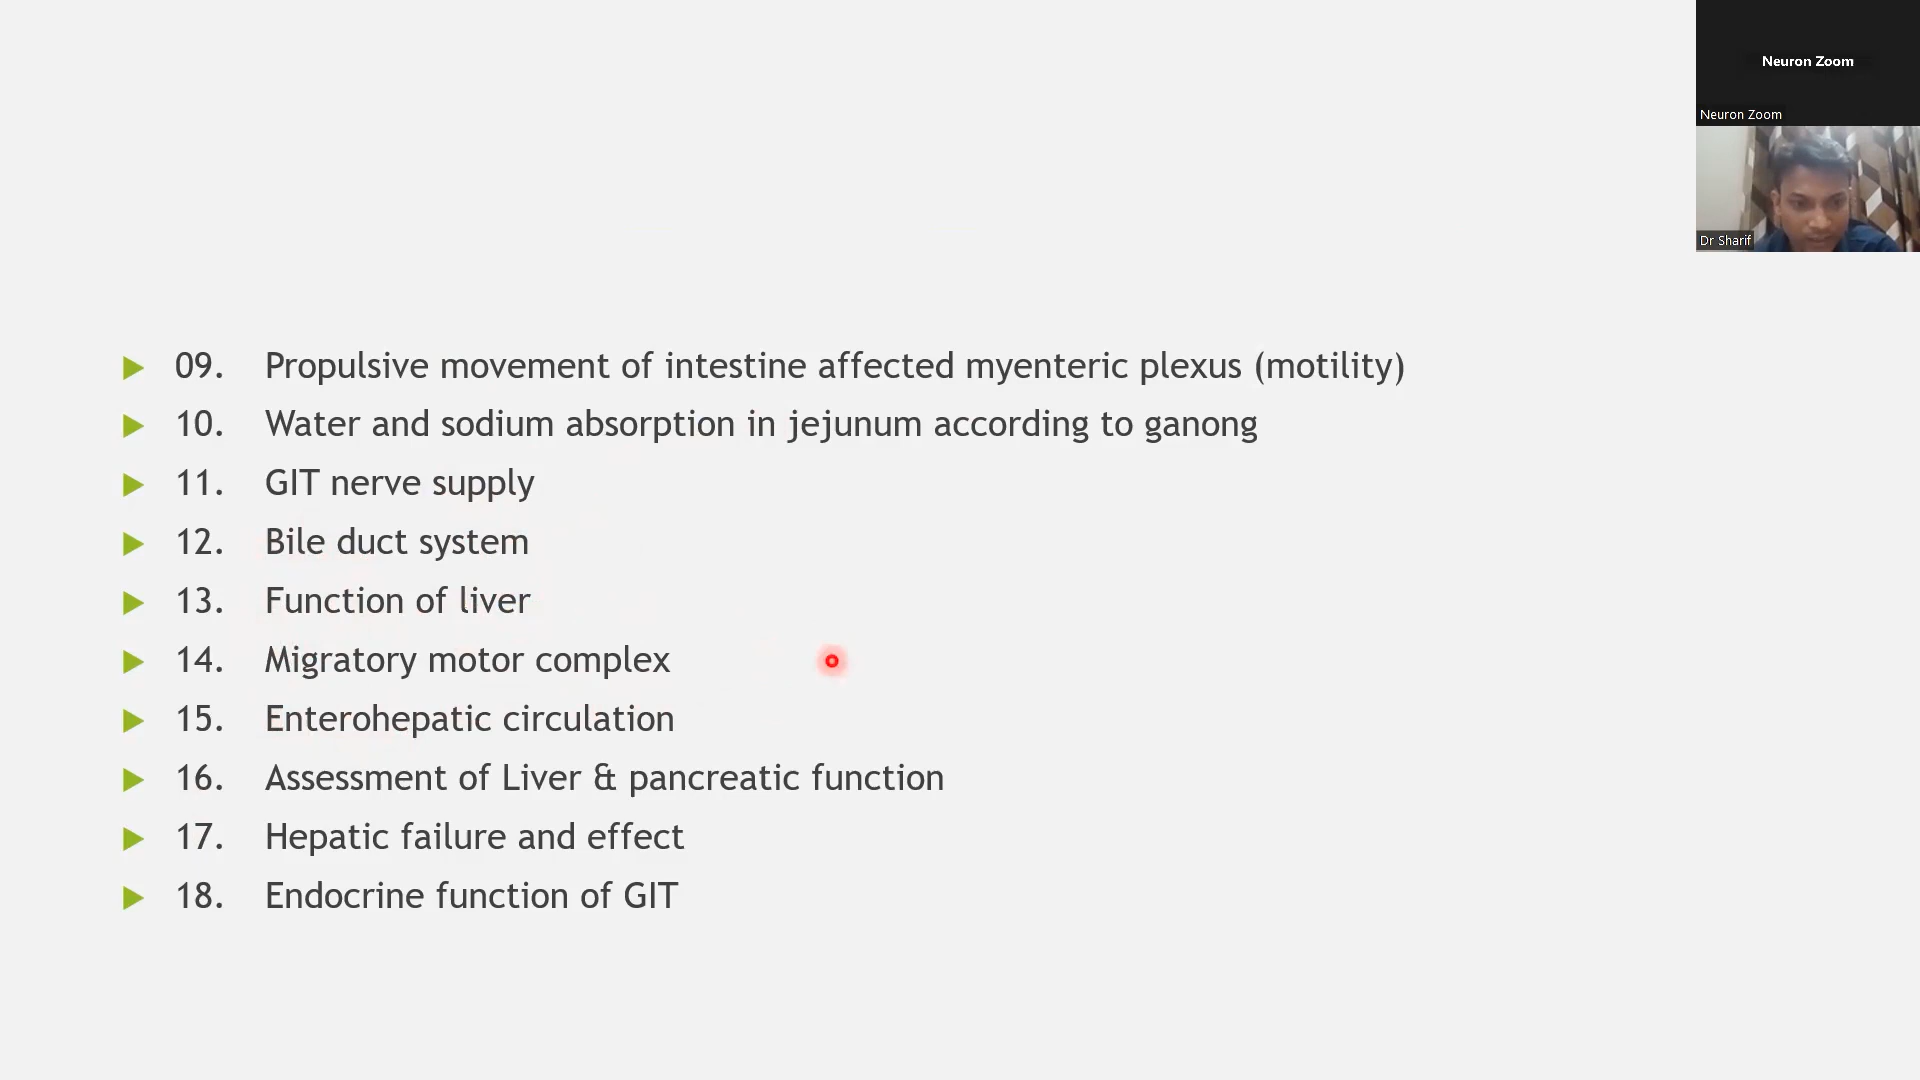 Neuron Zoom
Neuron Zoom
Dr Sharif
09. Propulsive movement of intestine affected myenteric plexus (motility)
10. Water and sodium absorption in jejunum according to ganong
11. GIT nerve supply
12. Bile duct system
13. Function of liver
14. Migratory motor complex
15. Enterohepatic circulation
16. Assessment of Liver & pancreatic function
17. Hepatic failure and effect
18. Endocrine function of GIT